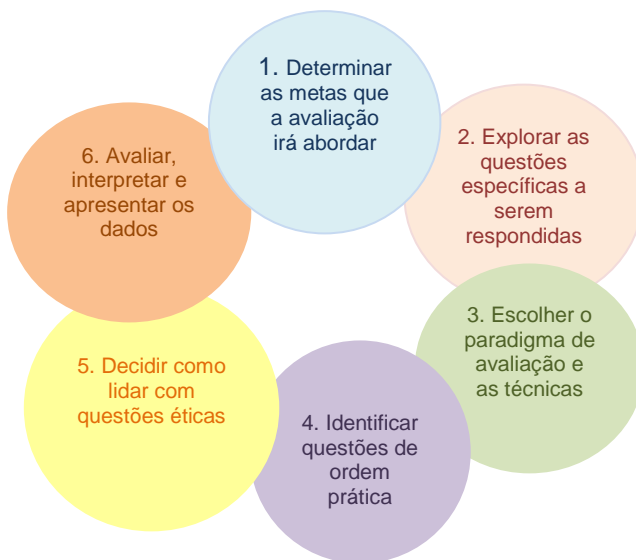 1. Determinar
as metas que
a avaliação
irá abordar
2. Explorar as
questões
específicas a
serem
respondidas
3. Escolher o
paradigma de
avaliação e
as técnicas
4. Identificar
questões de
ordem
prática
5. Decidir como
lidar com
questões éticas
6. Avaliar,
interpretar e
apresentar os
dados